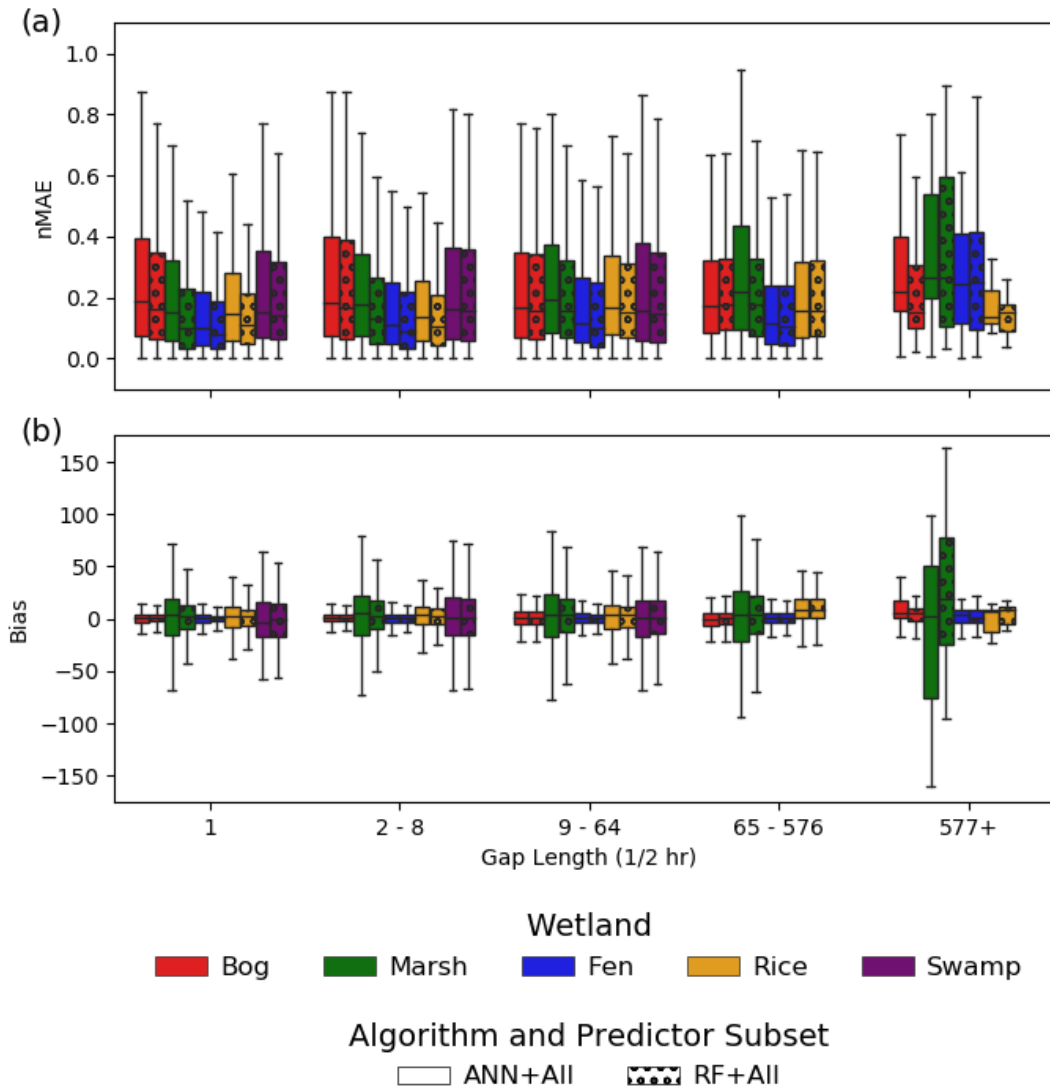 (a)
1.0
0.8
0.6
0.4
0.2
0.0
nMAE
(b)
150
100
50
0
−50
−100
−150
Bias
1 2 - 8 9 - 64 65 - 576 577+
Gap Length (1/2 hr)
Wetland
Bog Marsh Fen Rice Swamp
Algorithm and Predictor Subset
ANN+All RF+All